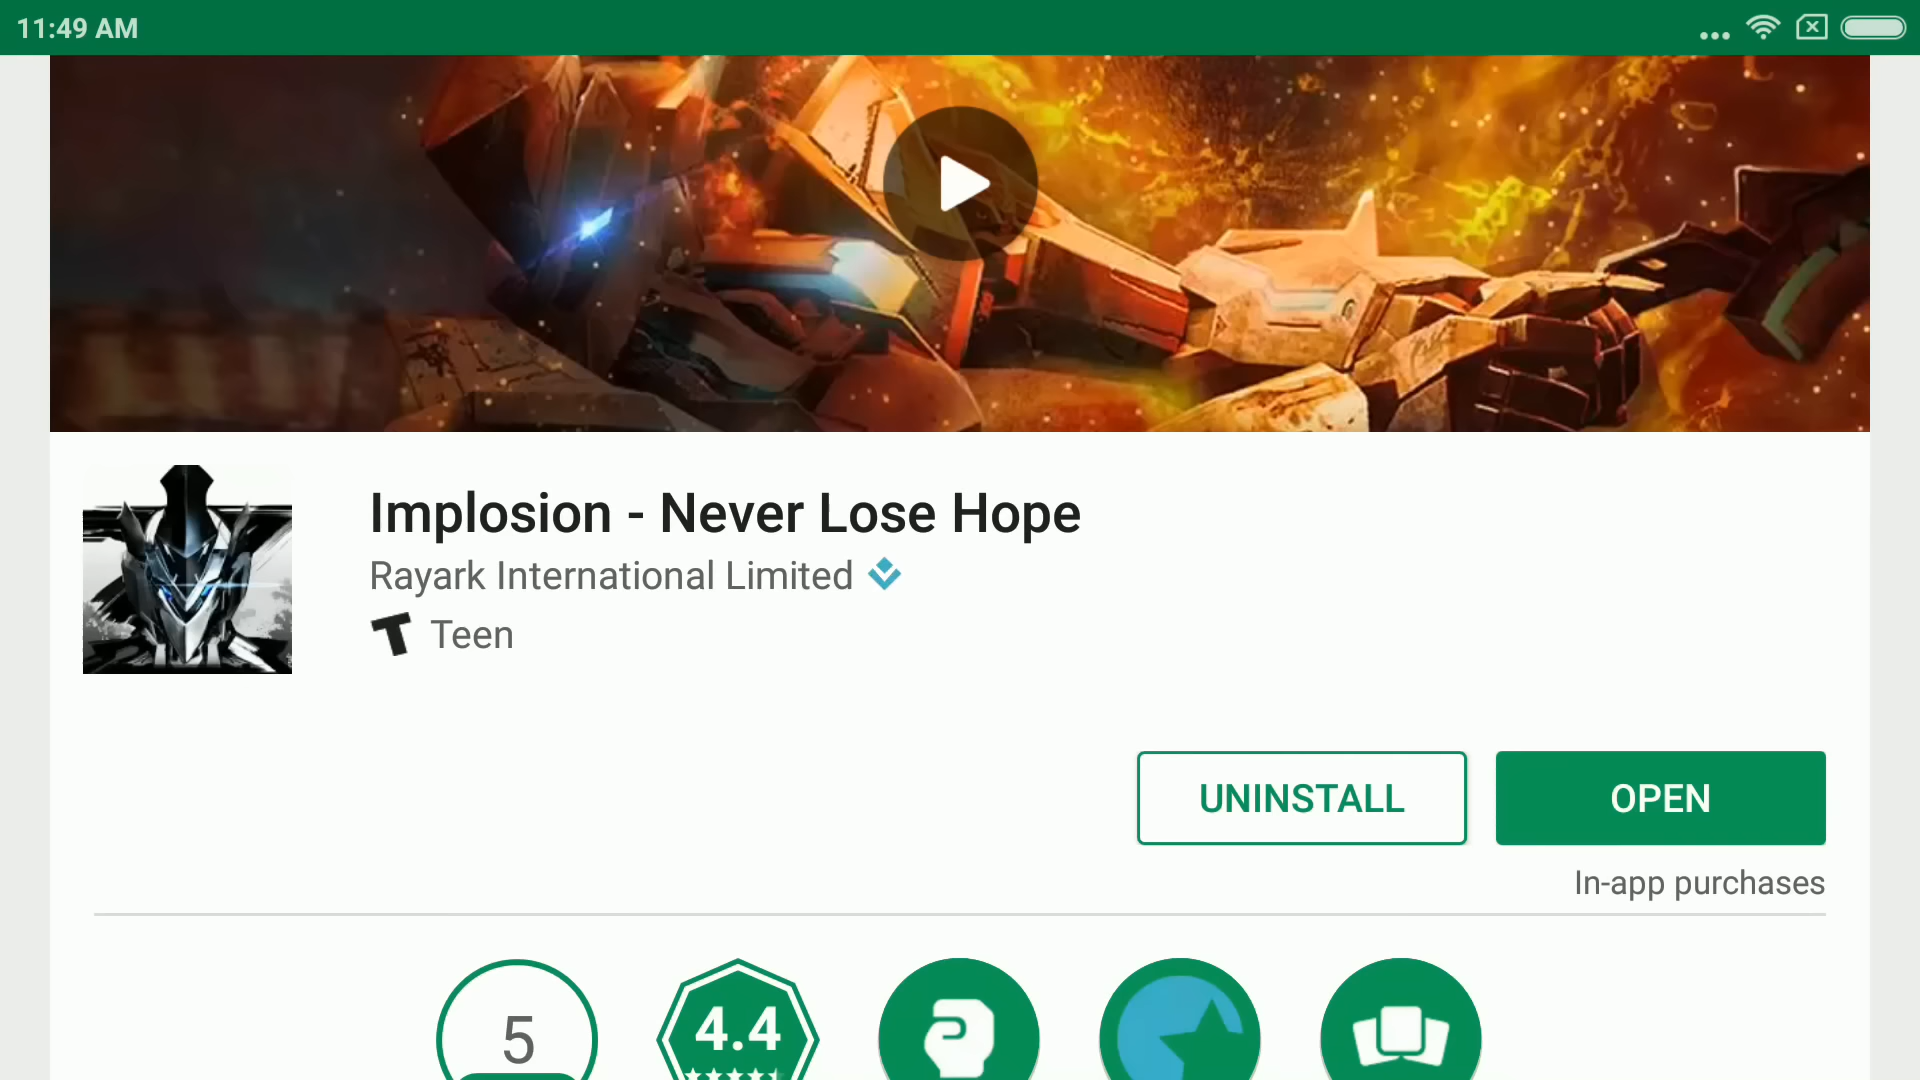 11:49 AM
Implosion - Never Lose Hope
Rayark International Limited
Teen
UNINSTALL
OPEN
In-app purchases
5
4.4